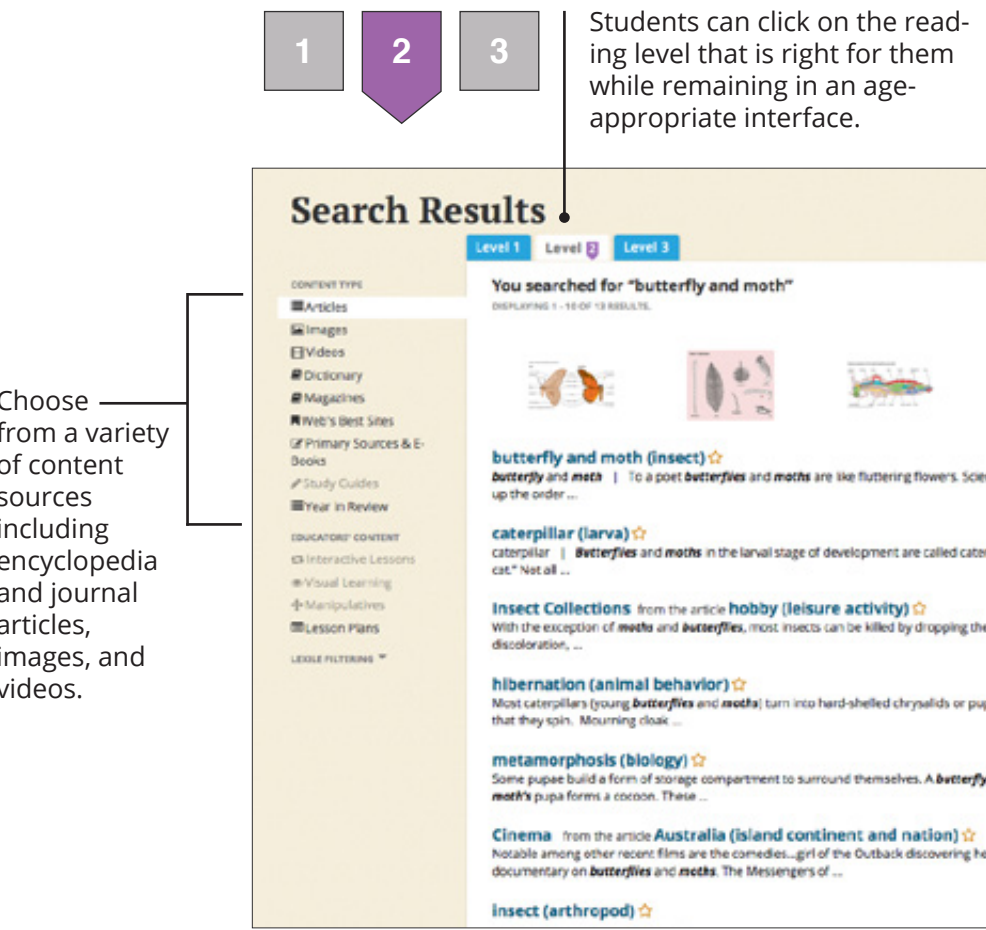 1
2
3
Students can click on the read-
ing level that is right for them
while remaining in an age-
appropriate interface.
Choose
from a variety
of content
sources
including
encyclopedia
and journal
articles,
images, and
videos.
Search Results
Level 1
Level 2
Level 3
CONTENT TYPE
Articles
Images
Videos
Dictionary
Magazines
Web's Best Sites
Primary Sources & E-
Books
Study Guides
Year in Review
EDUCATORS' CONTENT
Interactive Lessons
Visual Learning
Manipulatives
Lesson Plans
LEXILE FILTERING
You searched for "butterfly and moth"
DISPLAYING 1 - 10 OF 13 RESULTS.
butterfly and moth (insect)
butterfly and moth | To a poet butterflies and moths are like fluttering flowers.
up the order ...
caterpillar (larva)
caterpillar | Butterflies and moths in the larval stage of development are called
cat." Not all ...
Insect Collections from the article hobby (leisure activity)
With the exception of moths and butterflies, most insects can be killed by dropping the
discoloration, ...
hibernation (animal behavior)
Most caterpillars (young butterflies and moths) turn into hard-shelled chrysalids or
that they spin. Mourning cloak ...
metamorphosis (biology)
Some pupae build a form of storage compartment to surround themselves. A butterfly
moth's pupa forms a cocoon. These ...
Cinema from the article Australia (island continent and nation)
Notable among other recent films are the comedies...girl of the Outback discovering
documentary on butterflies and moths. The Messengers of ...
insect (arthropod)